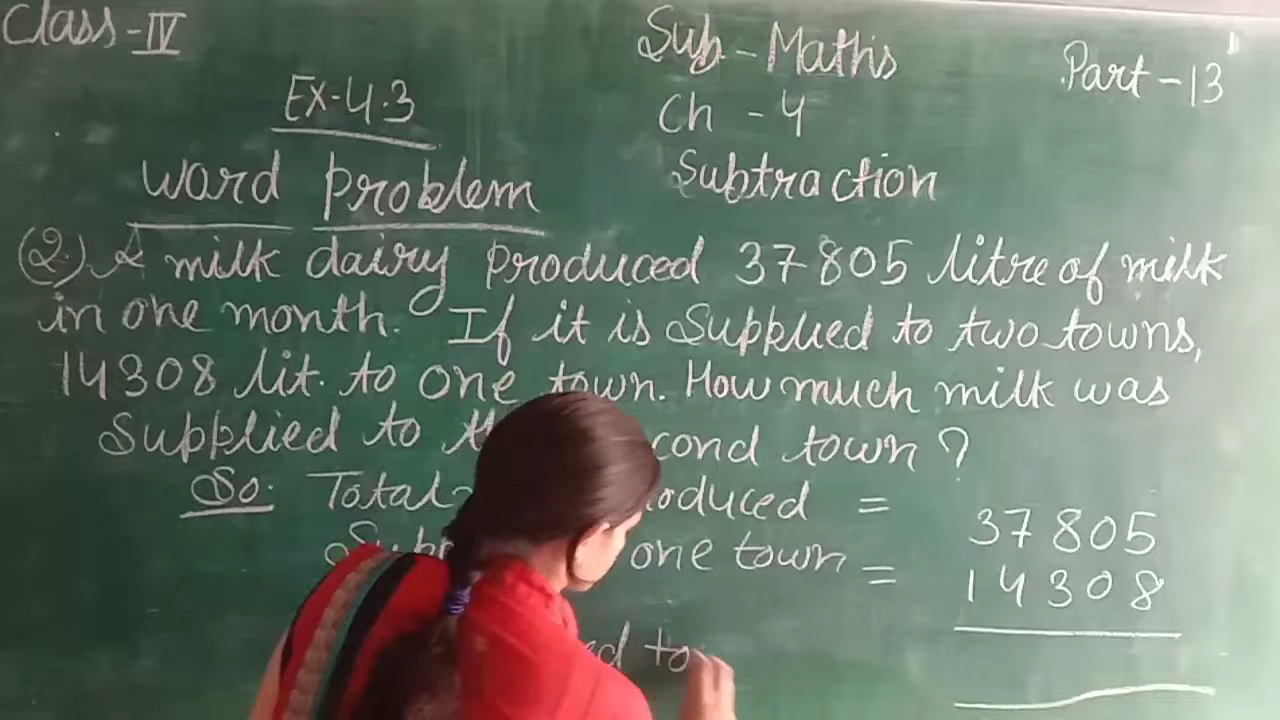 Class-IV
Sub-Maths
Part-13
Ex-4.3
Ch-4
Word Problem
Subtraction
(2.) A milk dairy produced 37805 litre of milk
in one month. If it is Supplied to two towns,
14308 lit. to one town. How much milk was
Supplied to cond town?
So. Total oduced = 37805
one town = 14308
ed to